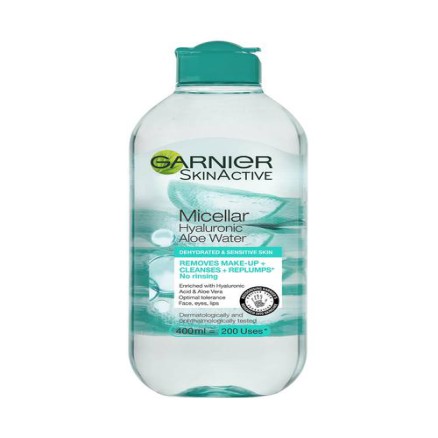 GARNIER
SKINACTIVE
Micellar
Hyaluronic
Aloe Water
DEHYDRATED & SENSITIVE SKIN
REMOVES MAKE-UP +
CLEANSES + REPLUMPS*
No rinsing
Enriched with Hyaluronic
Acid & Aloe Vera
Optimal tolerance
Face, eyes, lips
Dermatologically and
ophthalmologically tested
400ml = 200 Uses*